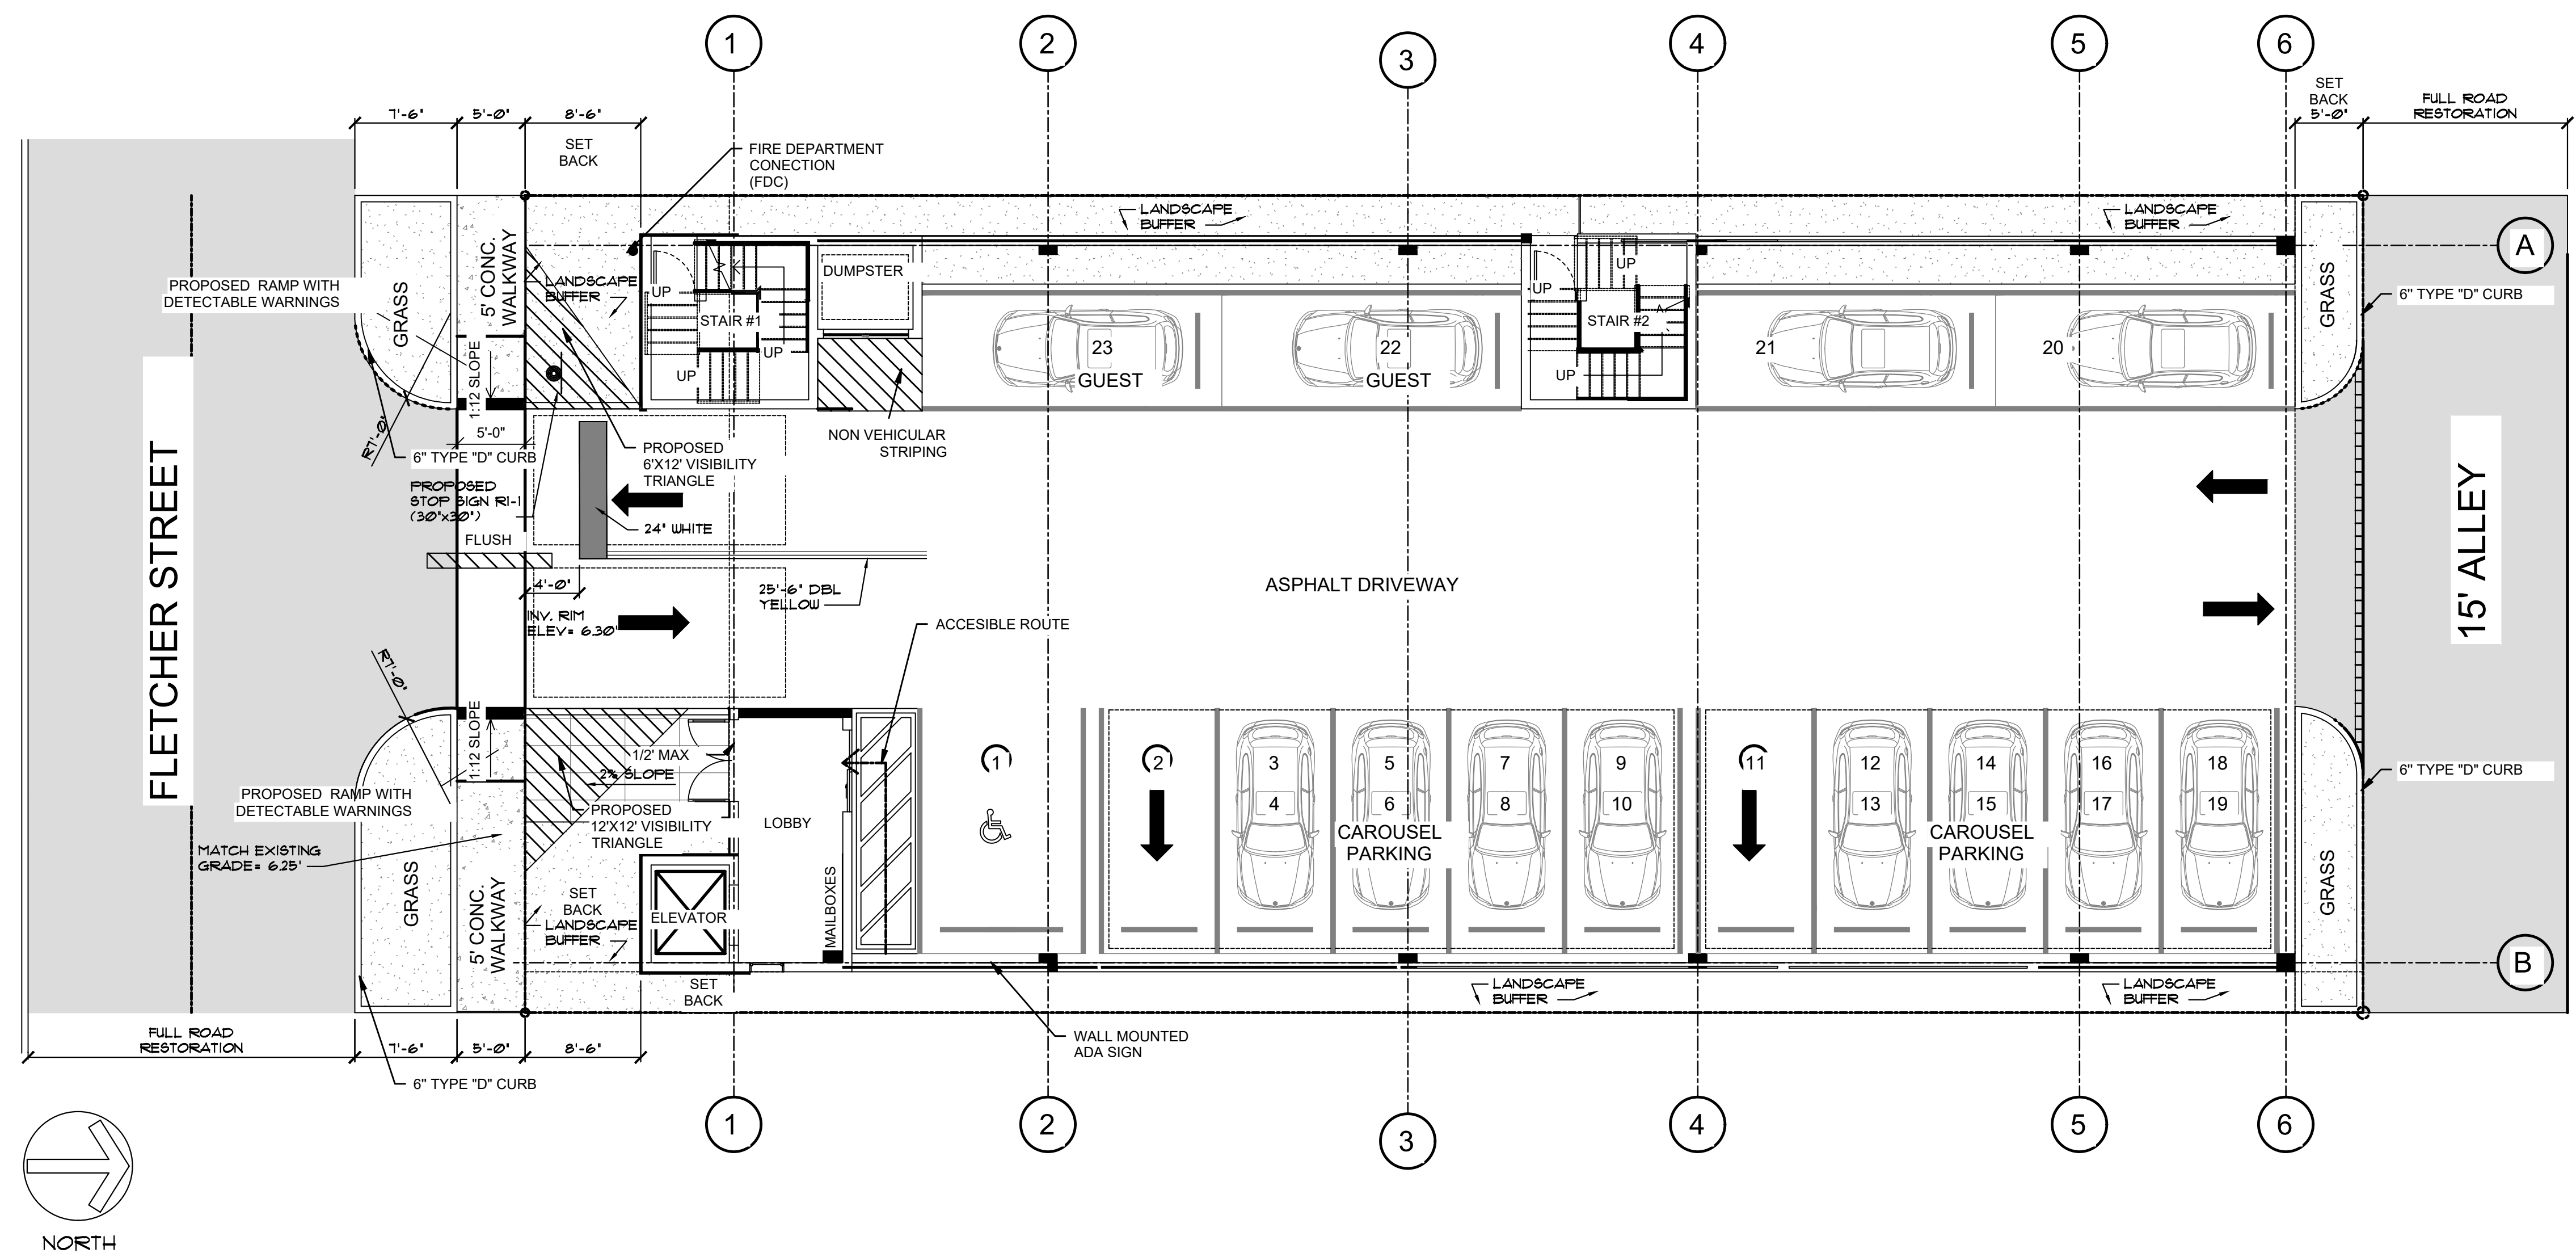 1
2
3
4
5
6
7'-6"
5'-0"
8'-6"
SET
BACK
SET
BACK
5'-0"
FULL ROAD
RESTORATION
FIRE DEPARTMENT
CONECTION
(FDC)
LANDSCAPE
BUFFER
LANDSCAPE
BUFFER
A
GRASS
5' CONC.
WALKWAY
PROPOSED RAMP WITH
DETECTABLE WARNINGS
LANDSCAPE
BUFFER
UP
STAIR #1
UP
UP
DUMPSTER
23
GUEST
22
GUEST
UP
UP
STAIR #2
UP
21
20
GRASS
6" TYPE "D" CURB
1:12 SLOPE
5'-0"
R7'-0"
6" TYPE "D" CURB
PROPOSED
6'X12' VISIBILITY
TRIANGLE
NON VEHICULAR
STRIPING
PROPOSED
STOP SIGN R1-1
(30"x30")
24" WHITE
FLUSH
4'-0"
25'-6" DBL
YELLOW
INV. RIM
ELEV= 6.30'
ASPHALT DRIVEWAY
ACCESIBLE ROUTE
FLETCHER STREET
15' ALLEY
R7'-0"
1:12 SLOPE
1/2' MAX
2% SLOPE
PROPOSED RAMP WITH
DETECTABLE WARNINGS
PROPOSED
12'X12' VISIBILITY
TRIANGLE
LOBBY
MATCH EXISTING
GRADE= 6.25'
GRASS
5' CONC.
WALKWAY
SET
BACK
LANDSCAPE
BUFFER
ELEVATOR
MAILBOXES
1
2
3
4
5
6
7
8
9
10
CAROUSEL
PARKING
11
12
13
14
15
16
17
18
19
CAROUSEL
PARKING
6" TYPE "D" CURB
GRASS
B
SET
BACK
LANDSCAPE
BUFFER
LANDSCAPE
BUFFER
WALL MOUNTED
ADA SIGN
FULL ROAD
RESTORATION
7'-6"
5'-0"
8'-6"
6" TYPE "D" CURB
1
2
3
4
5
6
NORTH